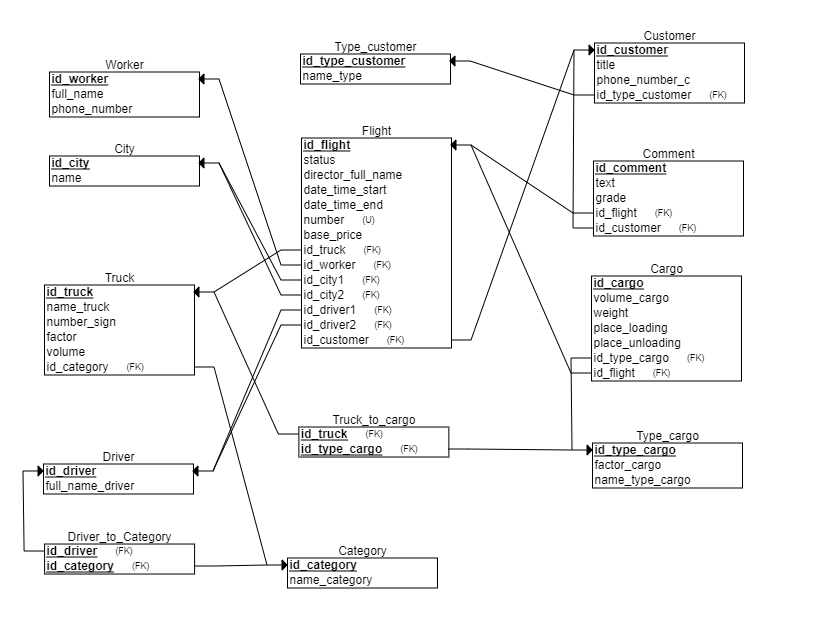 Worker
id_worker
full_name
phone_number
City
id_city
name
Truck
id_truck
name_truck
number_sign
factor
volume
id_category (FK)
Driver
id_driver
full_name_driver
Driver_to_Category
id_driver (FK)
id_category (FK)
Type_customer
id_type_customer
name_type
Flight
id_flight
status
director_full_name
date_time_start
date_time_end
number (U)
base_price
id_truck (FK)
id_worker (FK)
id_city1 (FK)
id_city2 (FK)
id_driver1 (FK)
id_driver2 (FK)
id_customer (FK)
Truck_to_cargo
id_truck (FK)
id_type_cargo (FK)
Category
id_category
name_category
Customer
id_customer
title
phone_number_c
id_type_customer (FK)
Comment
id_comment
text
grade
id_flight (FK)
id_customer (FK)
Cargo
id_cargo
volume_cargo
weight
place_loading
place_unloading
id_type_cargo (FK)
id_flight (FK)
Type_cargo
id_type_cargo
factor_cargo
name_type_cargo